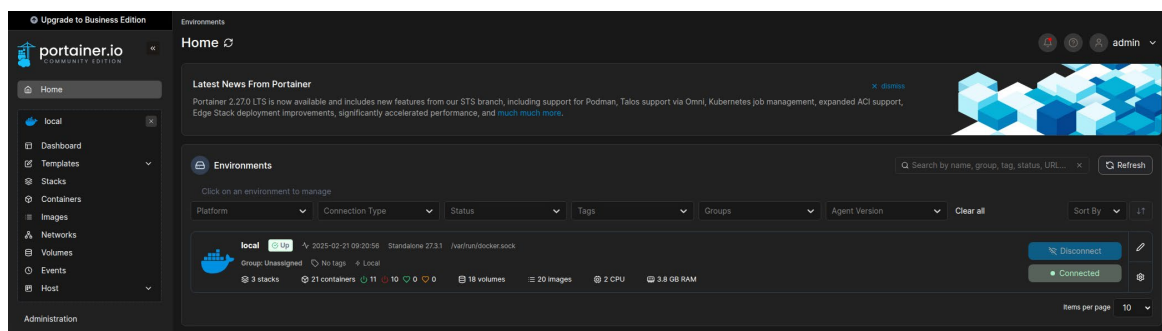 Upgrade to Business Edition
portainer.io
COMMUNITY EDITION
«
Home
local
Dashboard
Templates
Stacks
Containers
Images
Networks
Volumes
Events
Host
Administration
Environments
Home
admin
Latest News From Portainer
× dismiss
Portainer 2.27.0 LTS is now available and includes new features from our STS branch, including support for Podman, Talos support via Omni, Kubernetes job management, expanded ACI support,
Edge Stack deployment improvements, significantly accelerated performance, and much much more.
Environments
Search by name, group, tag, status, URL... ×
Refresh
Click on an environment to manage
Platform Connection Type Status Tags Groups Agent Version Clear all Sort By
local Up 2025-02-21 09:20:56 Standalone 27.3.1 /var/run/docker.sock
Group: Unassigned No tags Local
3 stacks 21 containers 11 10 0 0 18 volumes 20 images 2 CPU 3.8 GB RAM
Disconnect
Connected
Items per page 10